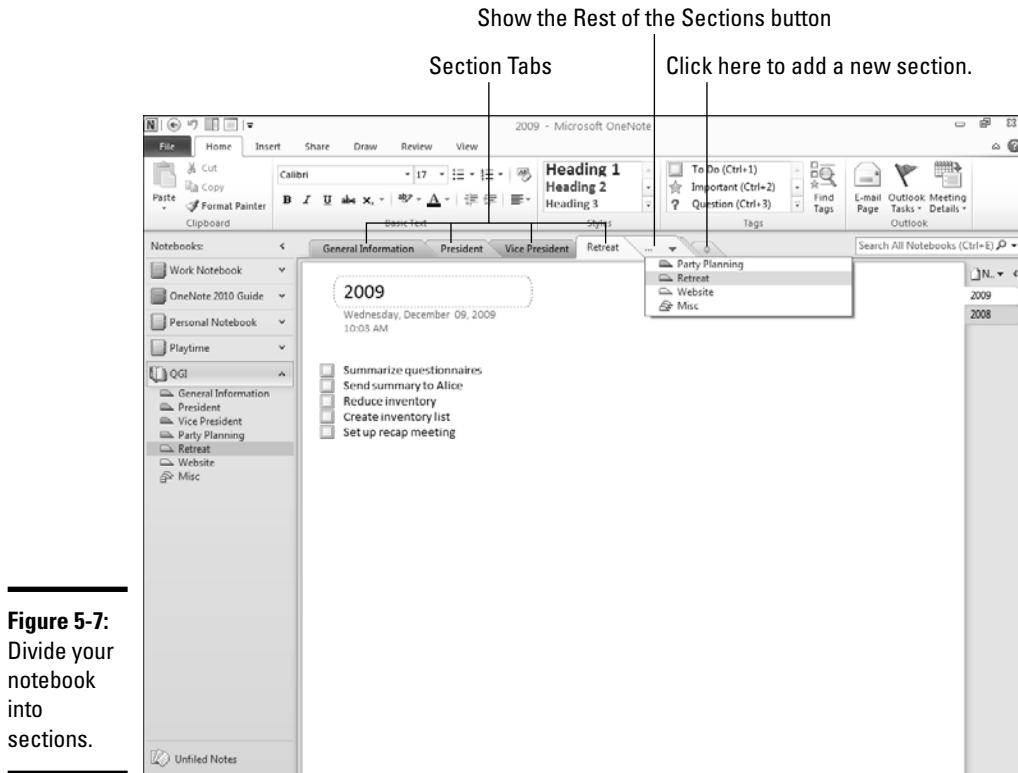 Show the Rest of the Sections button
Section Tabs
Click here to add a new section.
2009 - Microsoft OneNote
File Home Insert Share Draw Review View
Paste
Cut
Copy
Format Painter
Clipboard
Calibri 17
B I U abc x,
Basic Text
Heading 1
Heading 2
Heading 3
Styles
To Do (Ctrl+1)
Important (Ctrl+2)
Question (Ctrl+3)
Tags
Find
Tags
E-mail
Page
Outlook
Tasks
Meeting
Details
Outlook
Notebooks:
General Information President Vice President Retreat ...
Search All Notebooks (Ctrl+E)
Party Planning
Retreat
Website
Misc
Work Notebook
OneNote 2010 Guide
Personal Notebook
Playtime
QGI
General Information
President
Vice President
Party Planning
Retreat
Website
Misc
Unfiled Notes
2009
Wednesday, December 09, 2009
10:03 AM
Summarize questionnaires
Send summary to Alice
Reduce inventory
Create inventory list
Set up recap meeting
N..
2009
2008
Figure 5-7:
Divide your
notebook
into
sections.